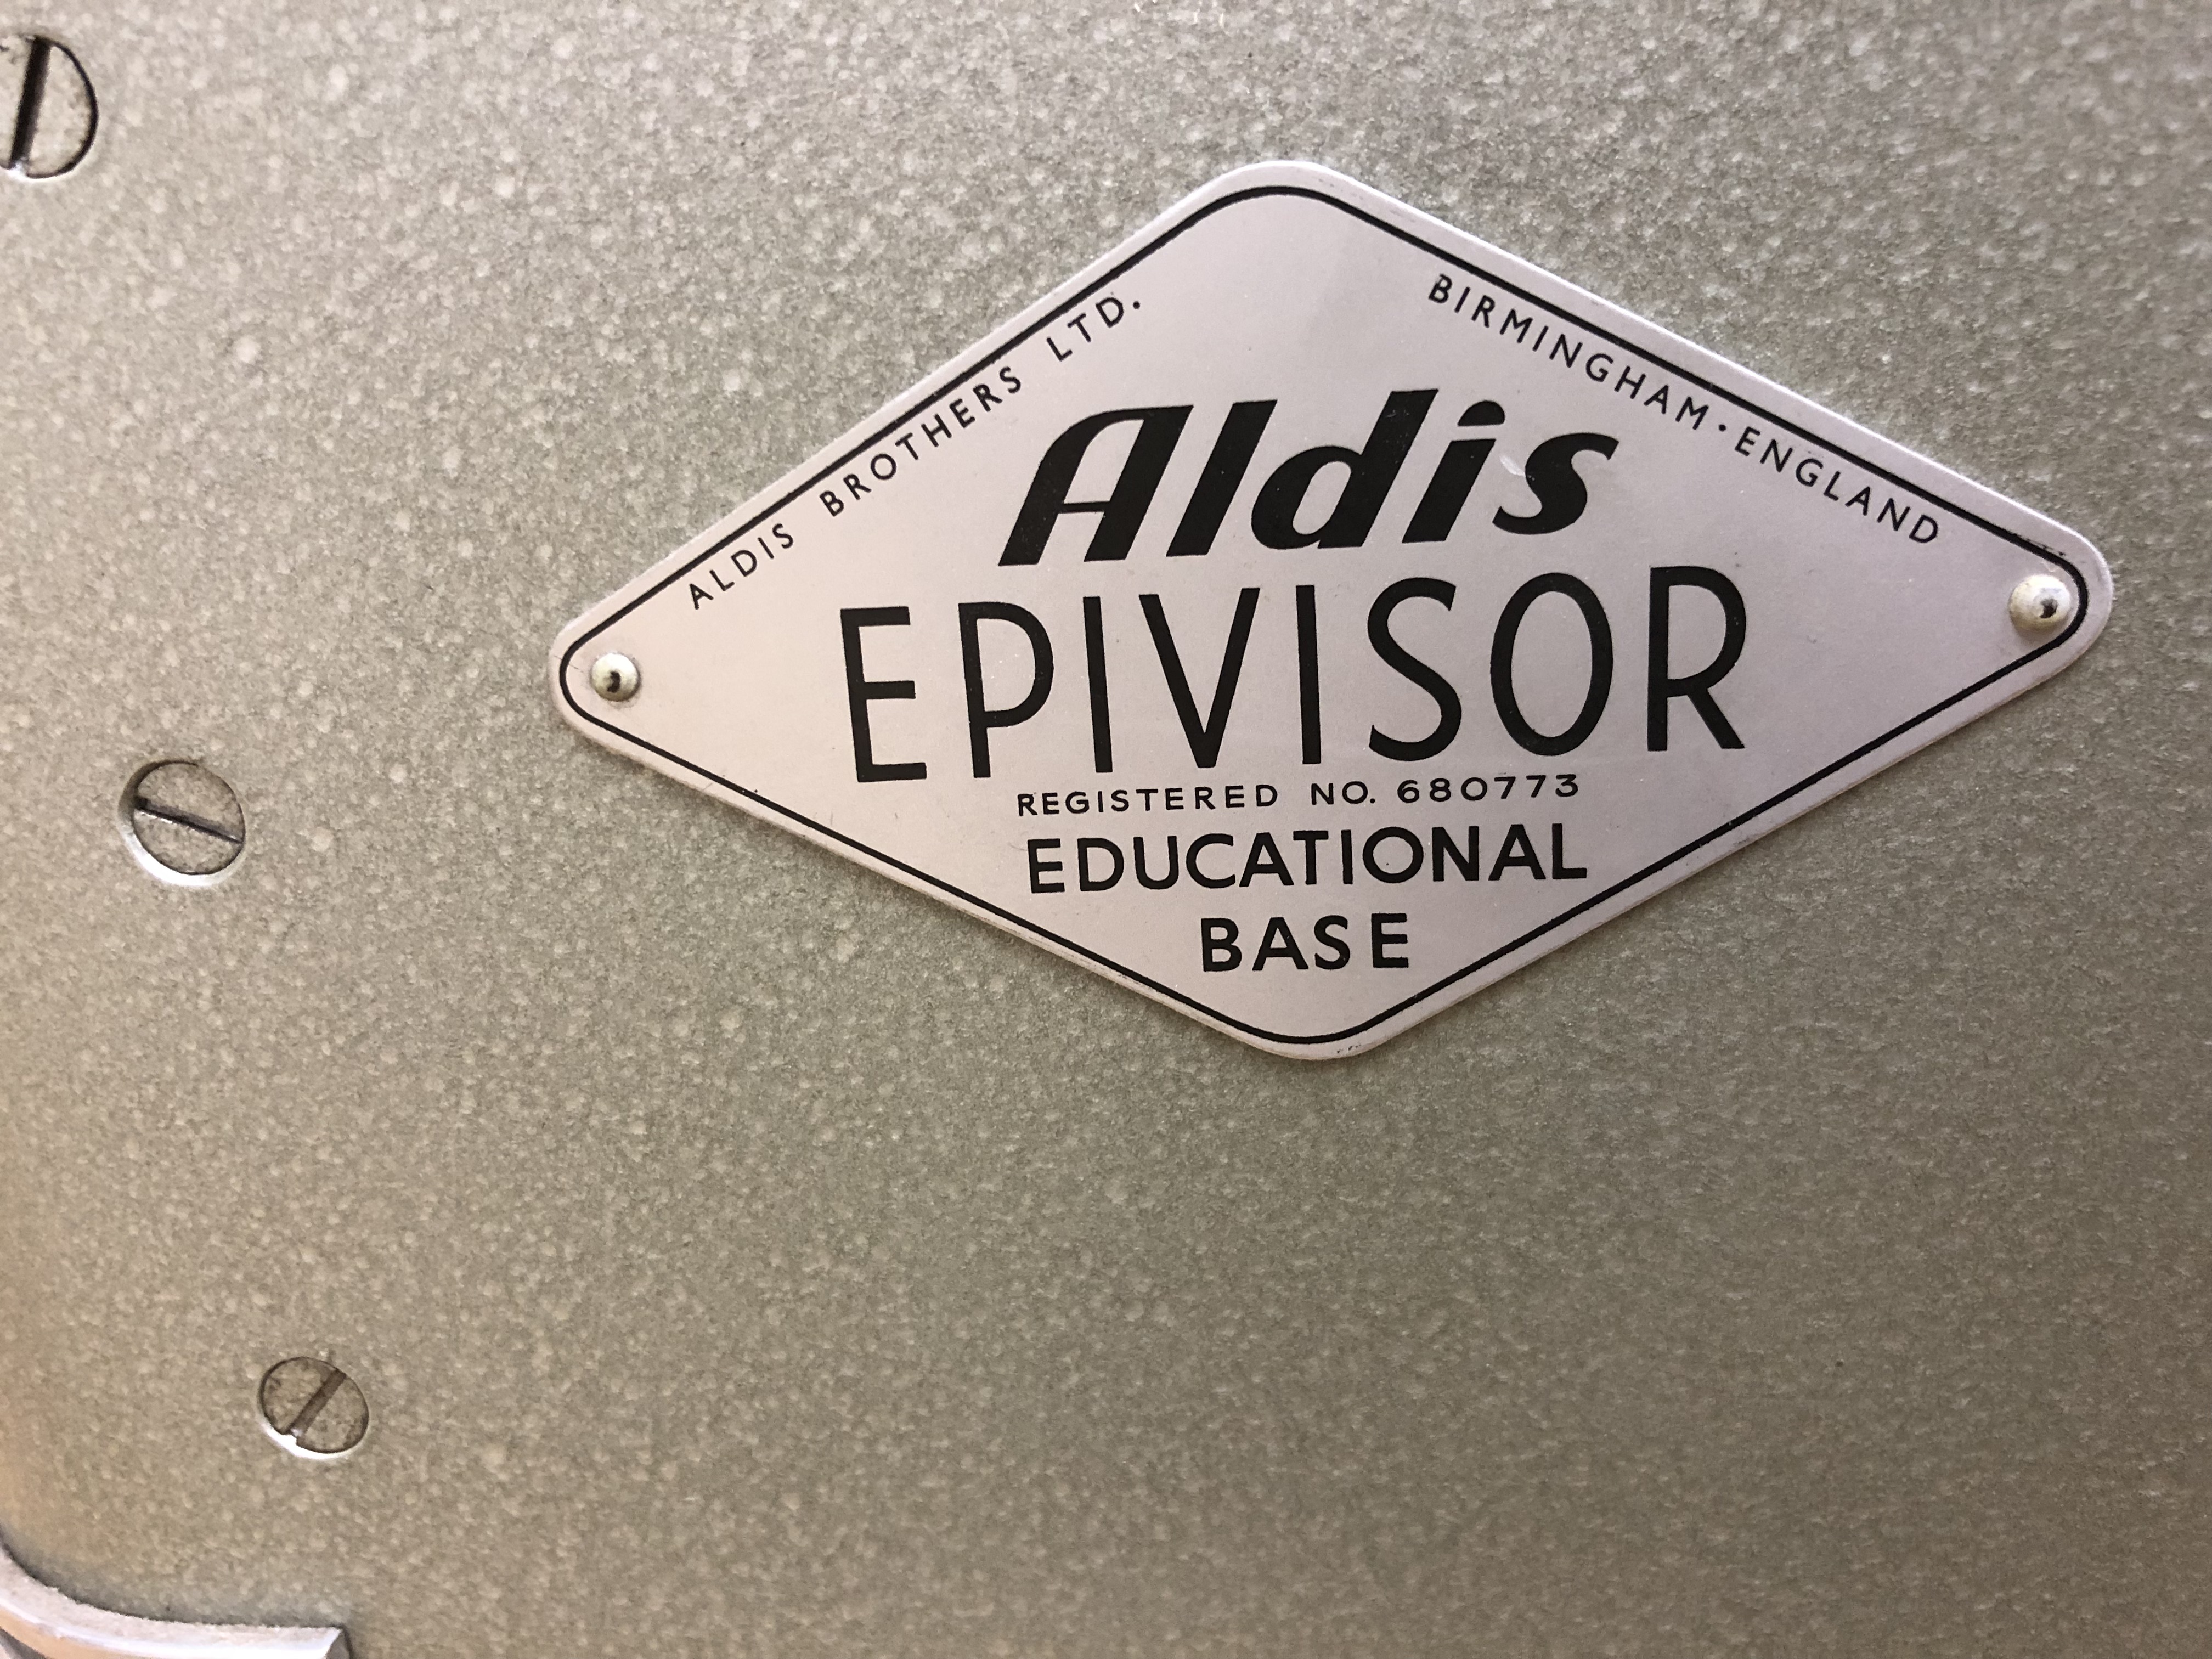 ALDIS BROTHERS LTD.
BIRMINGHAM · ENGLAND
Aldis
EPIVISOR
REGISTERED NO. 680773
EDUCATIONAL
BASE